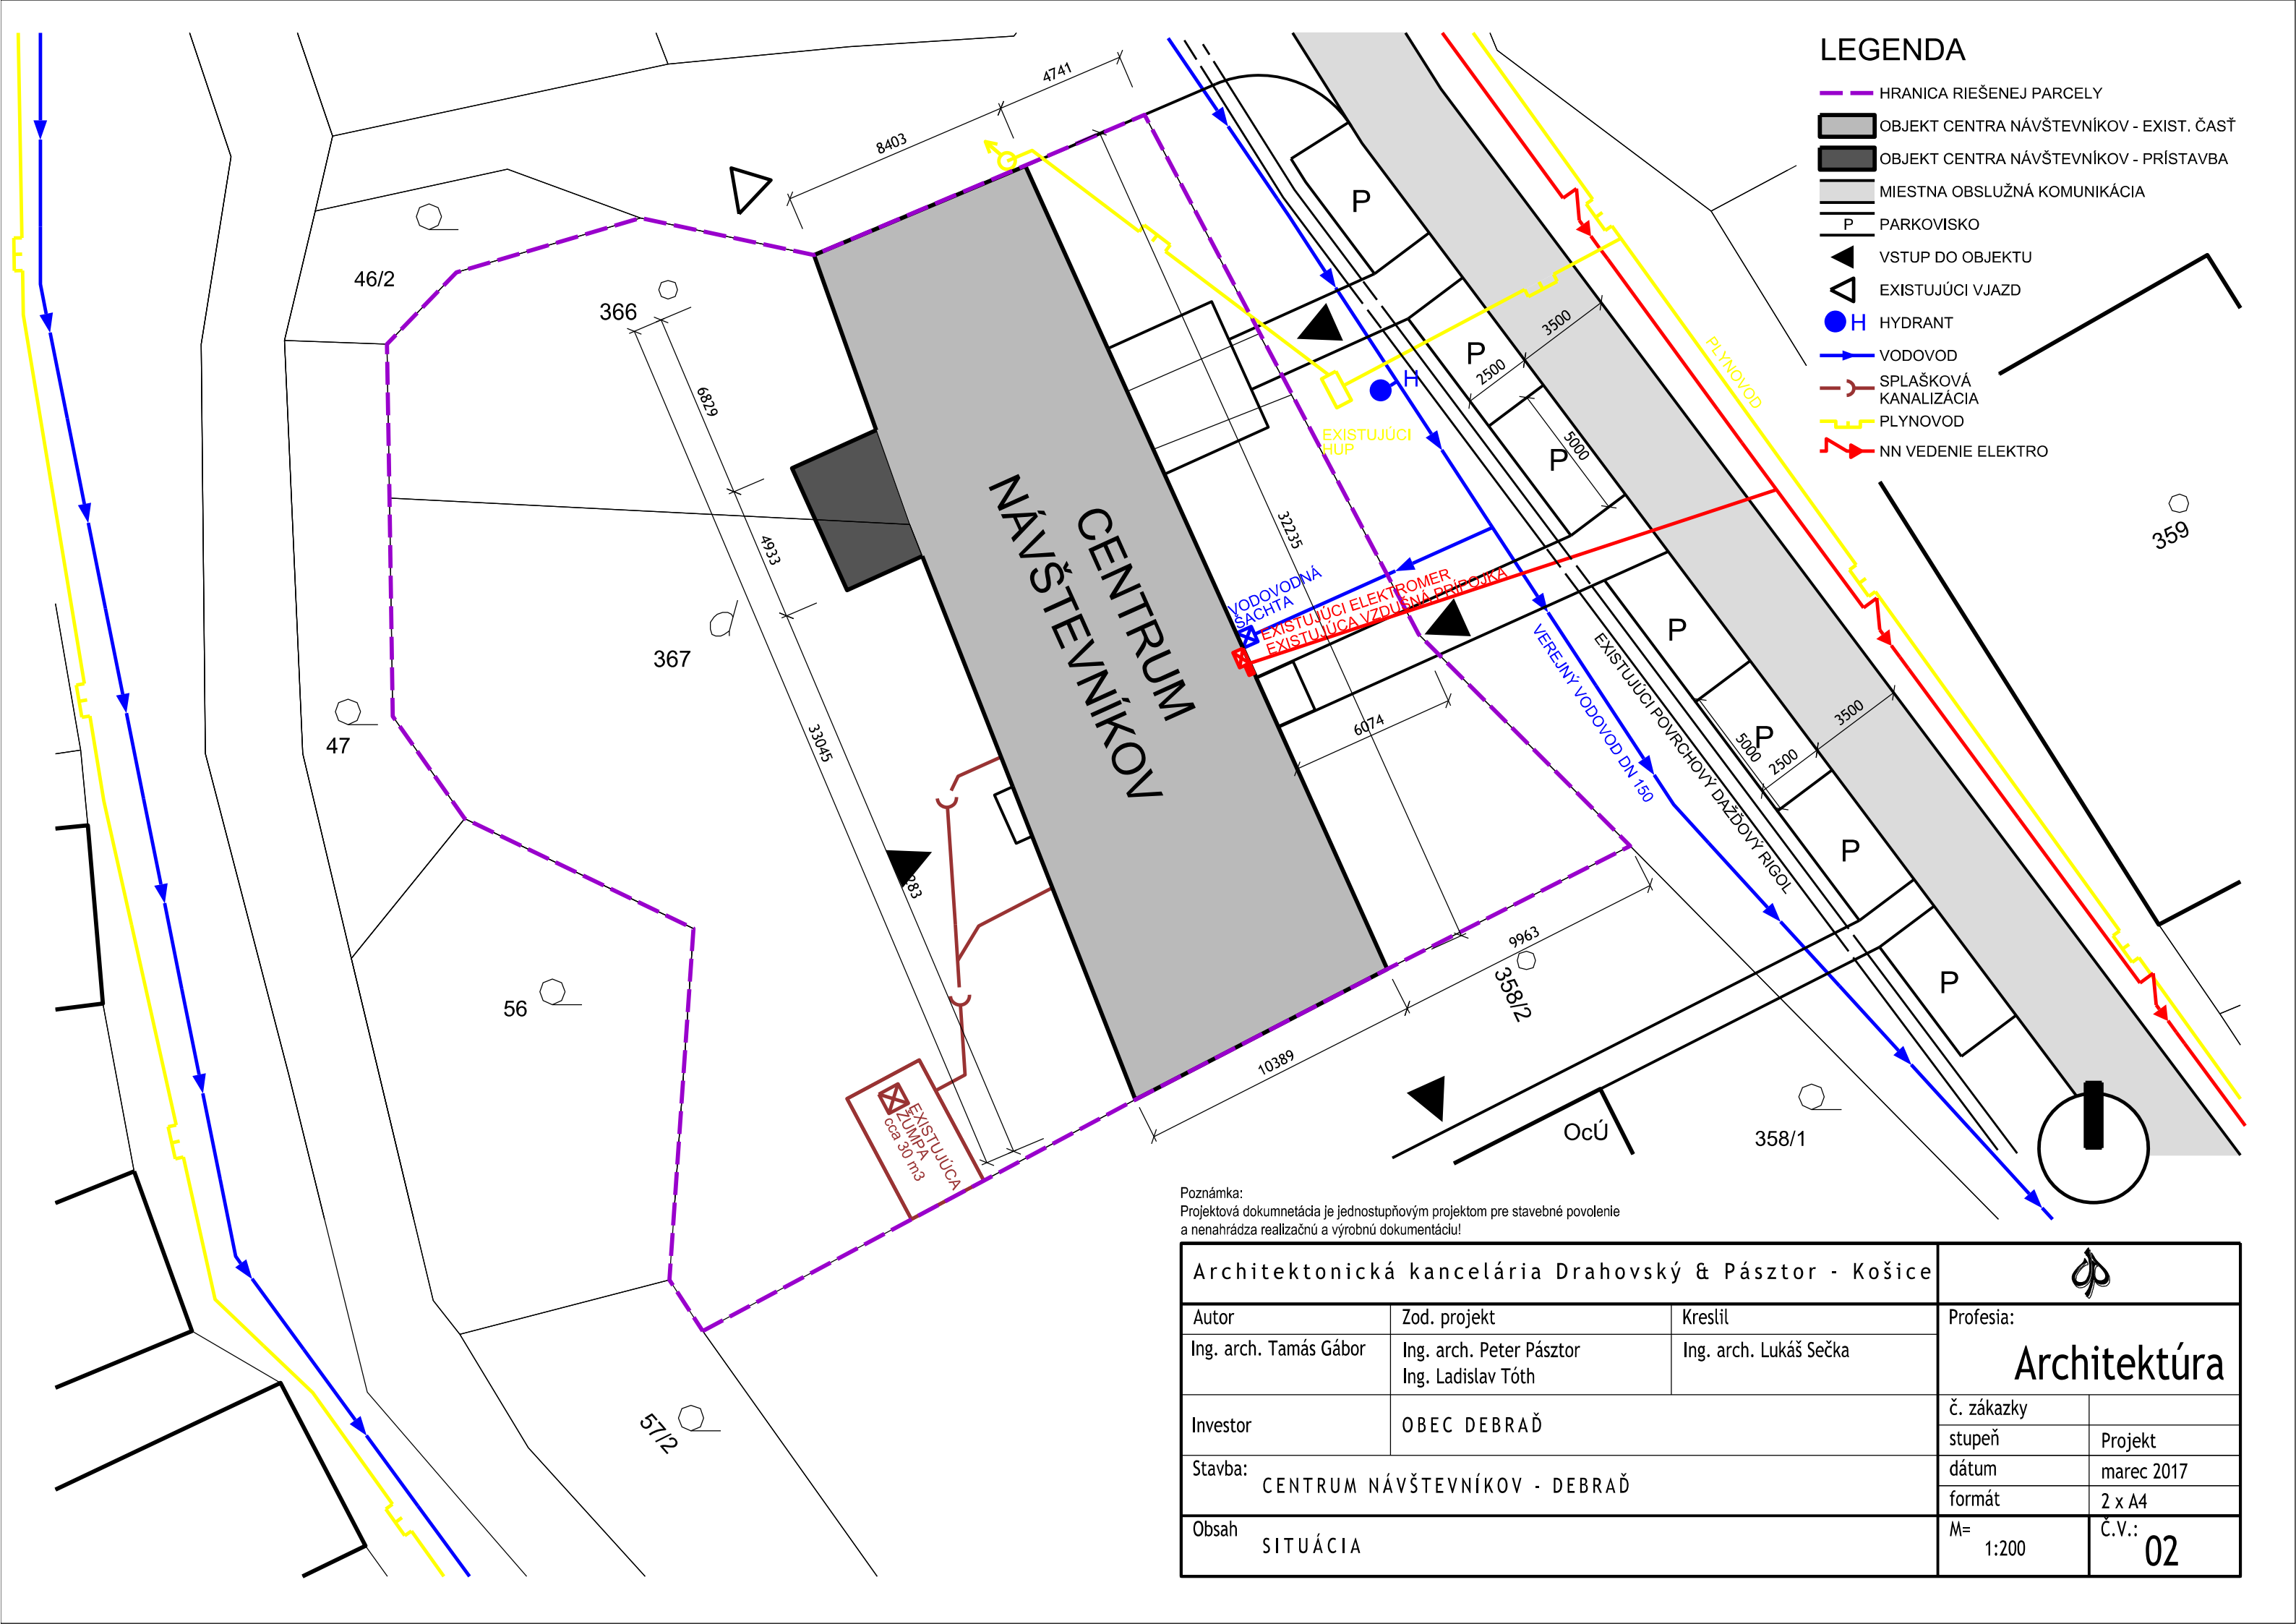 LEGENDA
HRANICA RIEŠENEJ PARCELY
OBJEKT CENTRA NÁVŠTEVNÍKOV - EXIST. ČASŤ
OBJEKT CENTRA NÁVŠTEVNÍKOV - PRÍSTAVBA
MIESTNA OBSLUŽNÁ KOMUNIKÁCIA
P PARKOVISKO
VSTUP DO OBJEKTU
EXISTUJÚCI VJAZD
H HYDRANT
VODOVOD
SPLAŠKOVÁ
KANALIZÁCIA
PLYNOVOD
NN VEDENIE ELEKTRO
4741
8403
46/2
366
6829
4933
33045
367
47
56
57/2
CENTRUM
NÁVŠTEVNÍKOV
32235
P
P
P
P
P
P
P
3500
2500
5000
PLYNOVOD
H
EXISTUJÚCI
HUP
VODOVODNÁ
ŠACHTA
EXISTUJÚCI ELEKTROMER
EXISTUJÚCA VZDUŠNÁ PRÍPOJKA
6074
VEREJNÝ VODOVOD DN 150
EXISTUJÚCI POVRCHOVÝ DAŽĎOVÝ RIGOL
3500
2500
5000
359
9963
10389
358/2
358/1
OcÚ
EXISTUJÚCA
ŽUMPA
cca 30 m3
Poznámka:
Projektová dokumnetácia je jednostupňovým projektom pre stavebné povolenie
a nenahrádza realizačnú a výrobnú dokumentáciu!
Architektonická kancelária Drahovský & Pásztor - Košice
Autor
Zod. projekt
Kreslil
Profesia:
Ing. arch. Tamás Gábor
Ing. arch. Peter Pásztor
Ing. Ladislav Tóth
Ing. arch. Lukáš Sečka
Architektúra
Investor
OBEC DEBRAĎ
č. zákazky
stupeň
Projekt
Stavba:
CENTRUM NÁVŠTEVNÍKOV - DEBRAĎ
dátum
marec 2017
formát
2 x A4
Obsah
SITUÁCIA
M=
1:200
Č.V.:
02